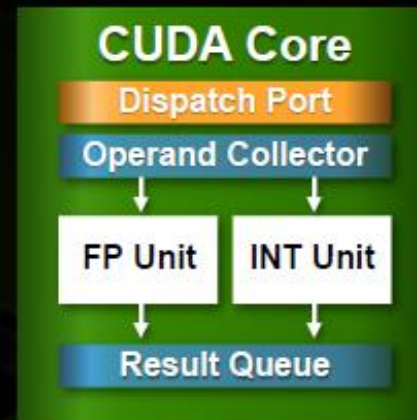 CUDA Core
Dispatch Port
Operand Collector
FP Unit INT Unit
Result Queue